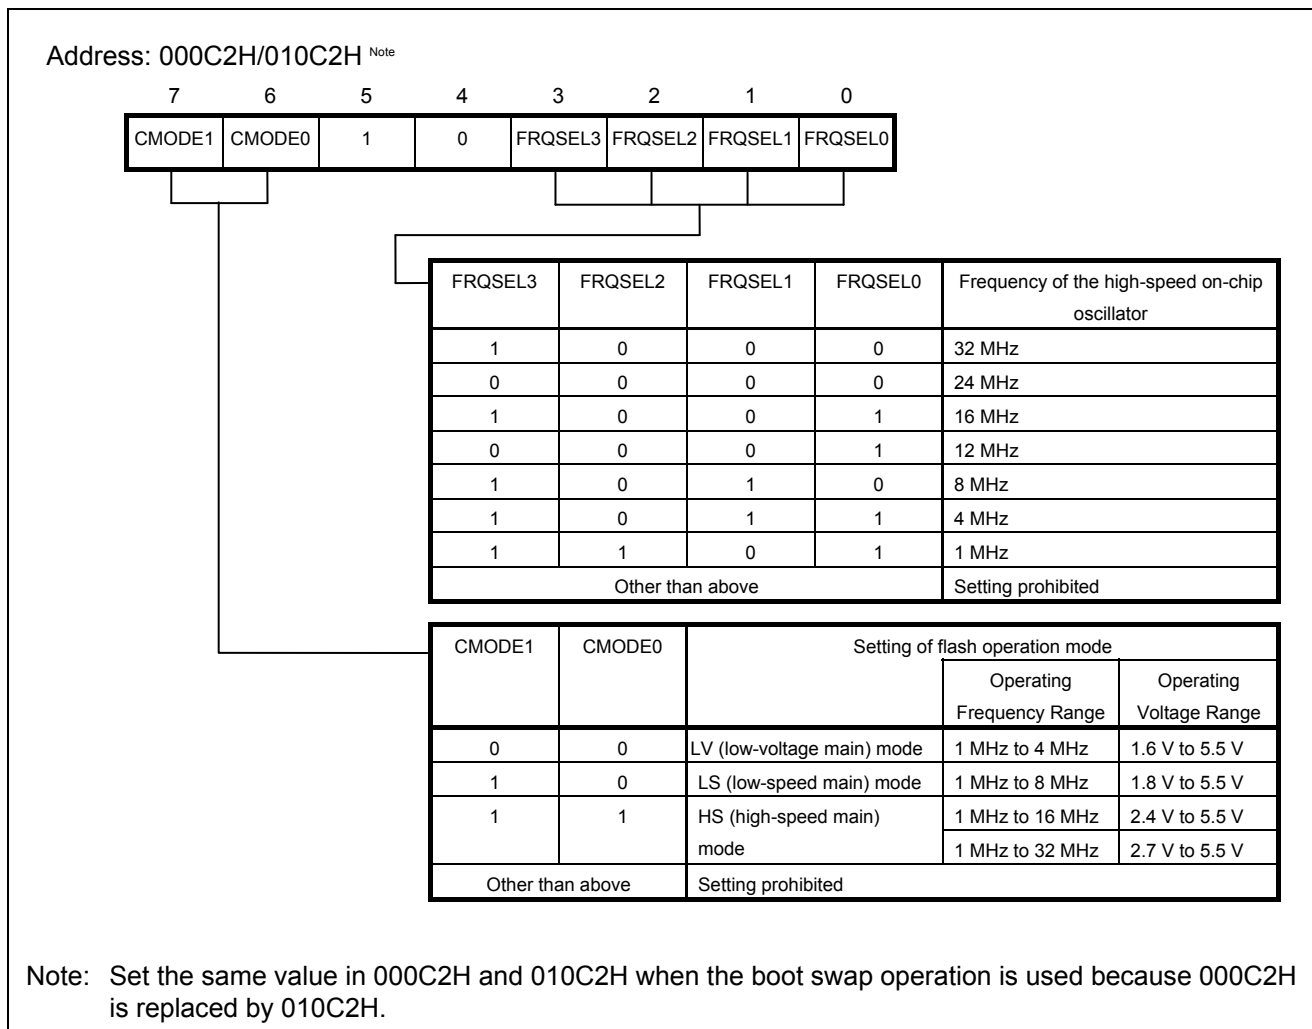 Address: 000C2H/010C2H Note
7 6 5 4 3 2 1 0
CMODE1 CMODE0 1 0 FRQSEL3 FRQSEL2 FRQSEL1 FRQSEL0
FRQSEL3 FRQSEL2 FRQSEL1 FRQSEL0 Frequency of the high-speed on-chip
oscillator
1 0 0 0 32 MHz
0 0 0 0 24 MHz
1 0 0 1 16 MHz
0 0 0 1 12 MHz
1 0 1 0 8 MHz
1 0 1 1 4 MHz
1 1 0 1 1 MHz
Other than above Setting prohibited
CMODE1 CMODE0 Setting of flash operation mode
Operating Operating
Frequency Range Voltage Range
0 0 LV (low-voltage main) mode 1 MHz to 4 MHz 1.6 V to 5.5 V
1 0 LS (low-speed main) mode 1 MHz to 8 MHz 1.8 V to 5.5 V
1 1 HS (high-speed main) 1 MHz to 16 MHz 2.4 V to 5.5 V
mode 1 MHz to 32 MHz 2.7 V to 5.5 V
Other than above Setting prohibited
Note: Set the same value in 000C2H and 010C2H when the boot swap operation is used because 000C2H
is replaced by 010C2H.